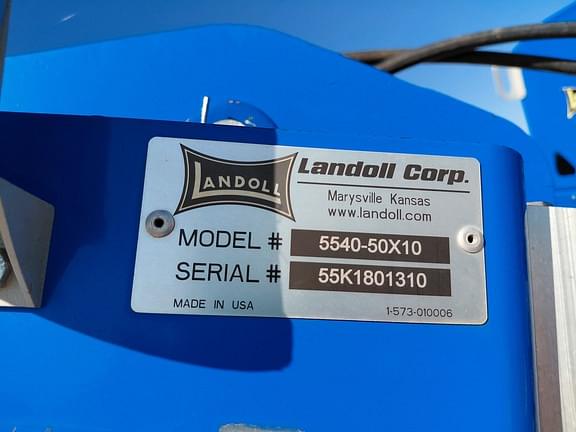 LANDOLL
Landoll Corp.
Marysville Kansas
www.landoll.com
MODEL # 5540-50X10
SERIAL # 55K1801310
MADE IN USA
1-573-010006